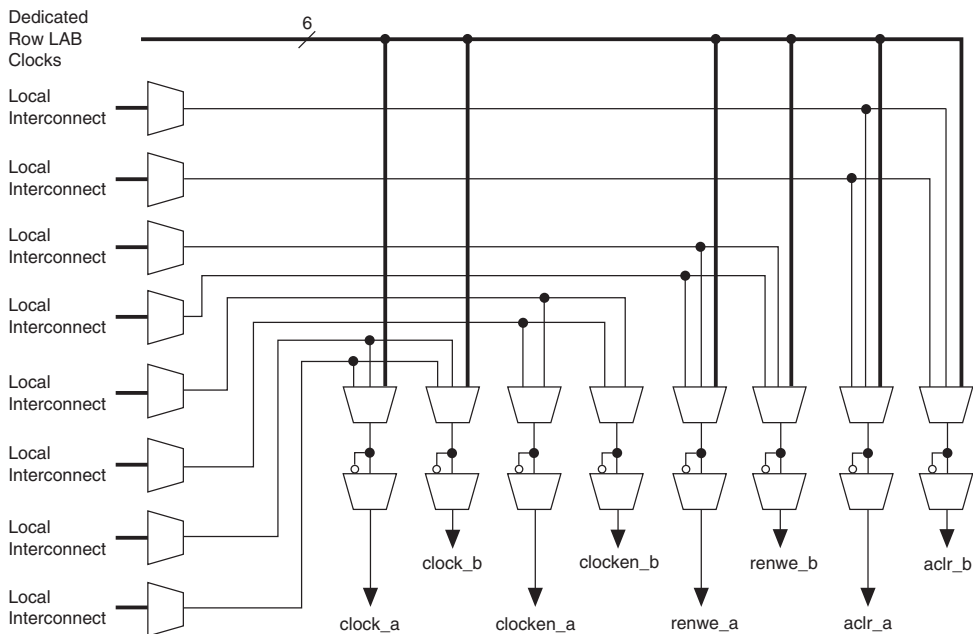 Dedicated
Row LAB
Clocks
6
Local
Interconnect
Local
Interconnect
Local
Interconnect
Local
Interconnect
Local
Interconnect
Local
Interconnect
Local
Interconnect
Local
Interconnect
clock_b
clocken_b
renwe_b
aclr_b
clock_a
clocken_a
renwe_a
aclr_a